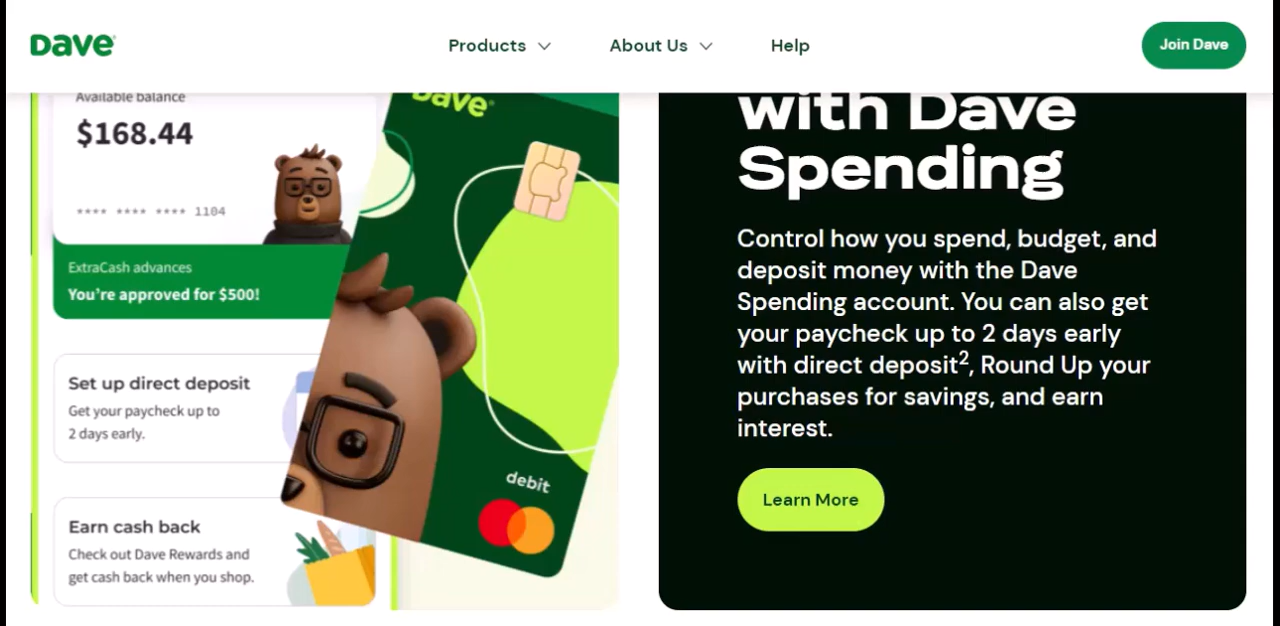 Dave
Products
About Us
Help
Join Dave
Available balance
$168.44
**** **** **** 1104
ExtraCash advances
You're approved for $500!
Set up direct deposit
Get your paycheck up to
2 days early.
Earn cash back
Check out Dave Rewards and
get cash back when you shop.
Dave
debit
with Dave
Spending
Control how you spend, budget, and
deposit money with the Dave
Spending account. You can also get
your paycheck up to 2 days early
with direct deposit², Round Up your
purchases for savings, and earn
interest.
Learn More